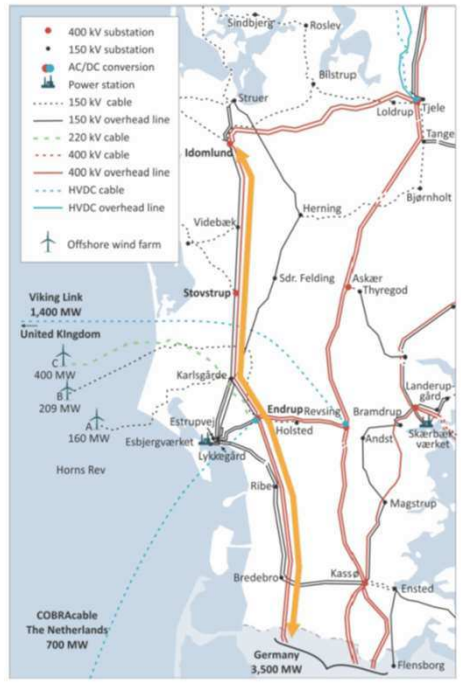 400 kV substation
150 kV substation
AC/DC conversion
Power station
150 kV cable
150 kV overhead line
220 kV cable
400 kV cable
400 kV overhead line
HVDC cable
HVDC overhead line
Offshore wind farm
Sindbjerg
Roslev
Bilstrup
Struer
Loldrup
Tjele
Tange
Idomlund
Bjørnholt
Herning
Videbæk
Sdr. Felding
Askær
Thyregod
Stovstrup
Viking Link
1,400 MW
United KIngdom
C
400 MW
B
209 MW
A
160 MW
Horns Rev
Karlsgårde
Landerup-
gård
Endrup
Revsing
Bramdrup
Estrupvej
Holsted
Skærbæk
værket
Esbjergværket
Andst
Lykkegård
Ribe
Magstrup
Bredebro
Kassø
Ensted
COBRAcable
The Netherlands
700 MW
Germany
3,500 MW
Flensborg